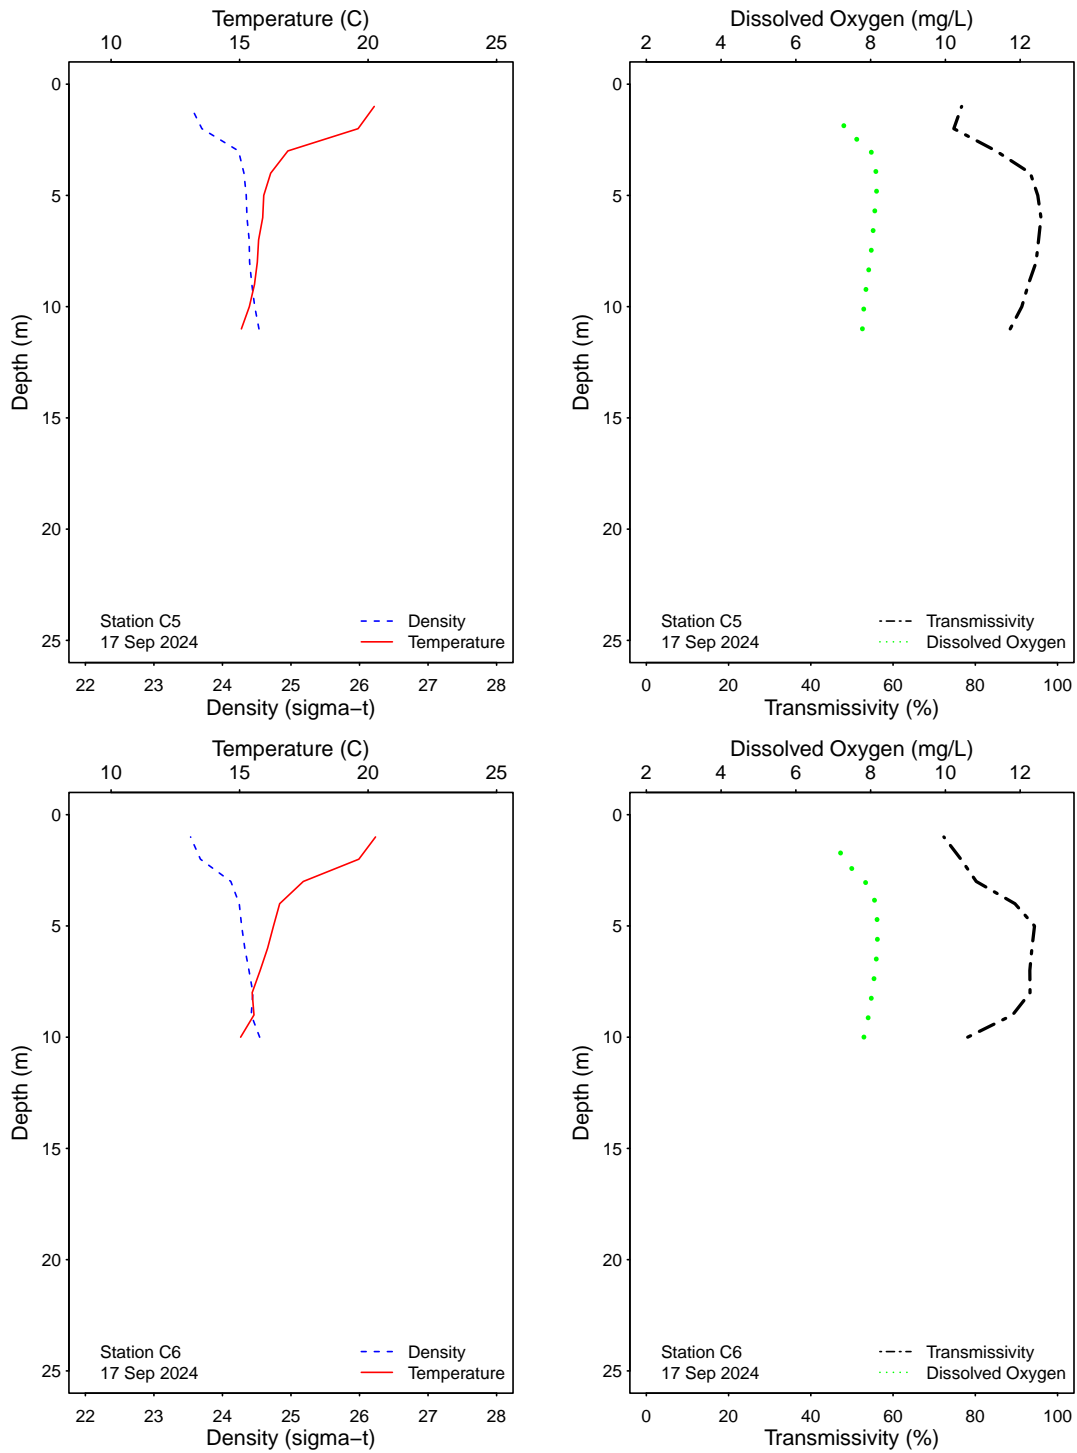 Temperature (C)
10 15 20 25
0
5
10
15
20
25
Depth (m)
Station C5
17 Sep 2024
Density
Temperature
22 23 24 25 26 27 28
Density (sigma−t)
Dissolved Oxygen (mg/L)
2 4 6 8 10 12
0
5
10
15
20
25
Depth (m)
Station C5
17 Sep 2024
Transmissivity
Dissolved Oxygen
0 20 40 60 80 100
Transmissivity (%)
Temperature (C)
10 15 20 25
0
5
10
15
20
25
Depth (m)
Station C6
17 Sep 2024
Density
Temperature
22 23 24 25 26 27 28
Density (sigma−t)
Dissolved Oxygen (mg/L)
2 4 6 8 10 12
0
5
10
15
20
25
Depth (m)
Station C6
17 Sep 2024
Transmissivity
Dissolved Oxygen
0 20 40 60 80 100
Transmissivity (%)